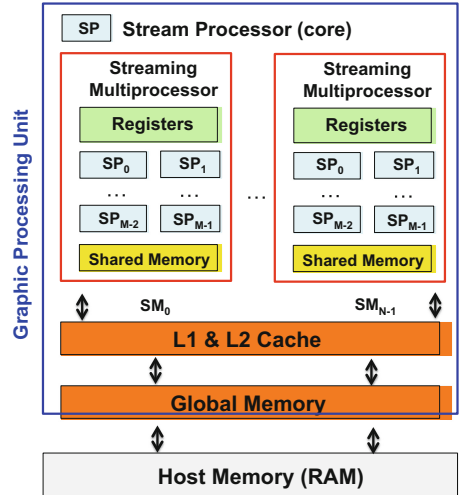 SP Stream Processor (core)
Streaming
Multiprocessor
Registers
SP0 SP1
... ...
SPM-2 SPM-1
Shared Memory
SM0
...
Streaming
Multiprocessor
Registers
SP0 SP1
... ...
SPM-2 SPM-1
Shared Memory
SMN-1
L1 & L2 Cache
Global Memory
Host Memory (RAM)
Graphic Processing Unit